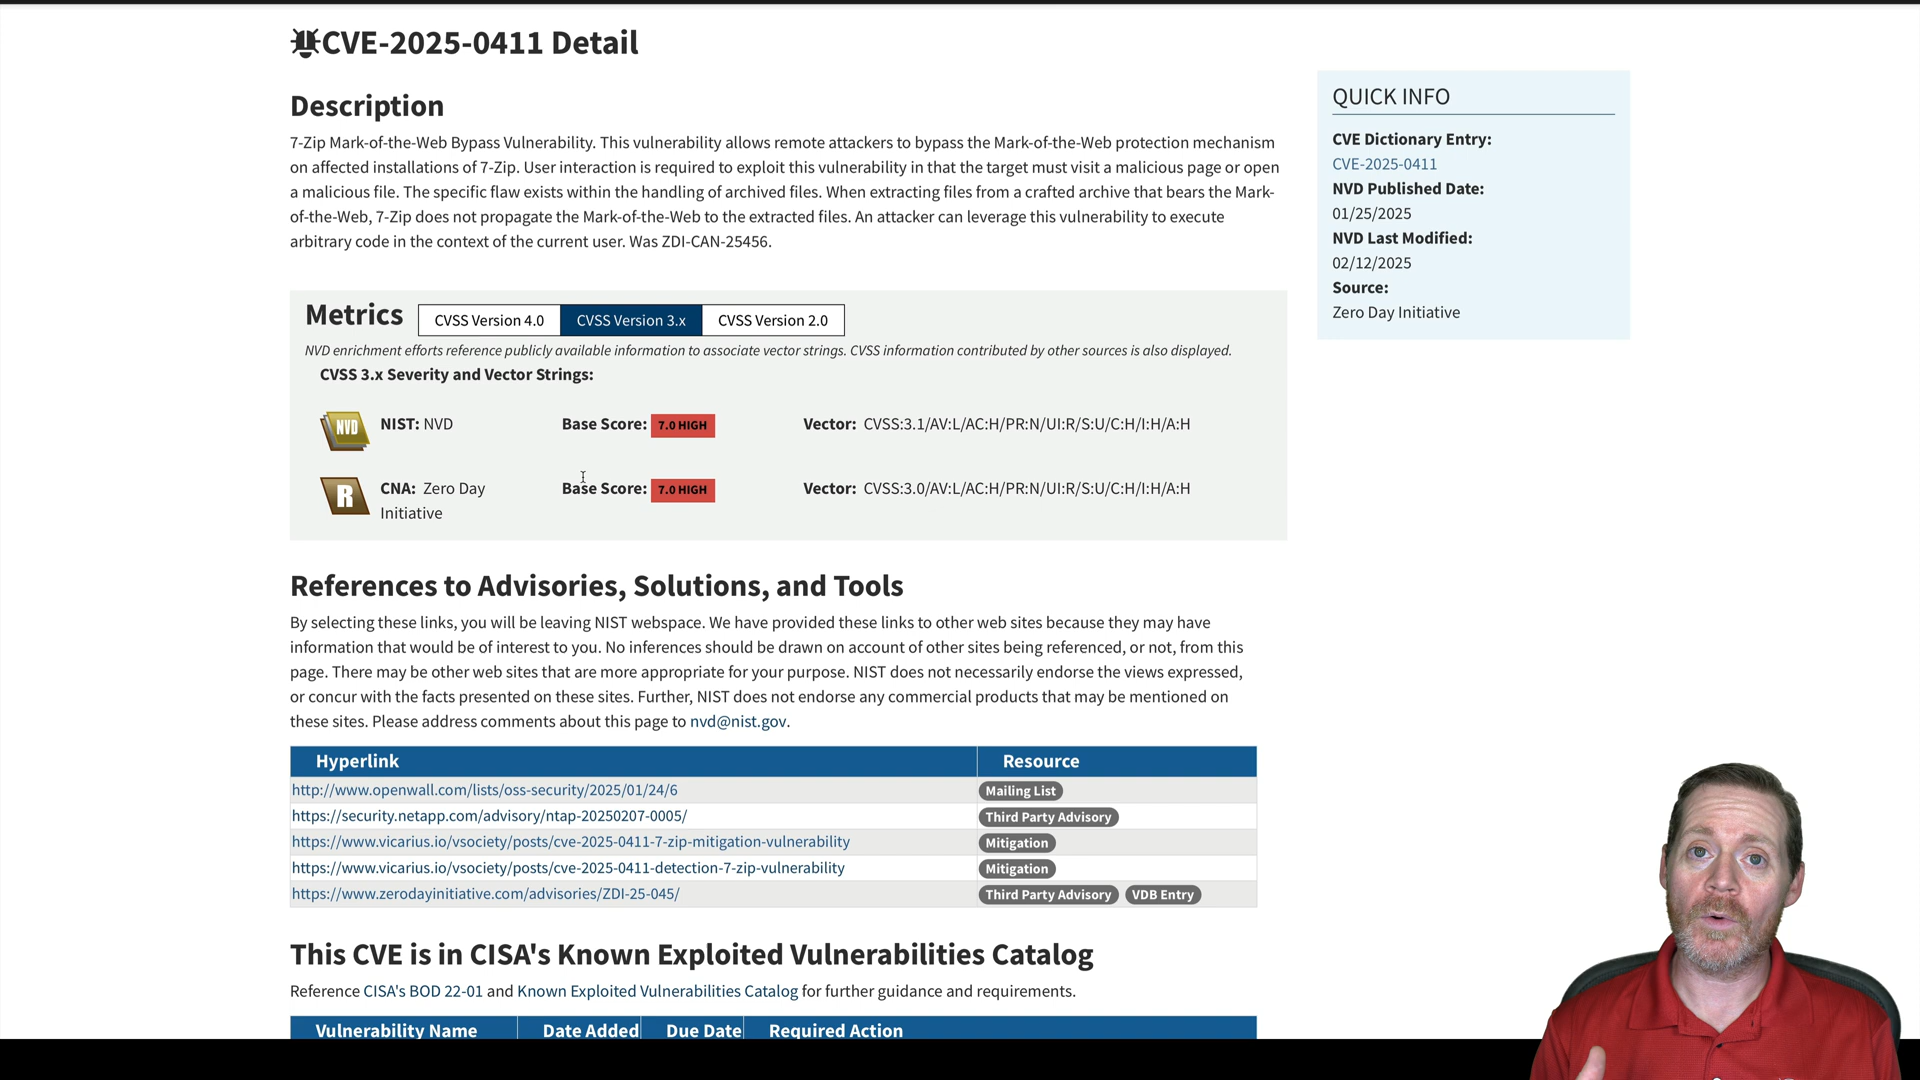 CVE-2025-0411 Detail
Description
7-Zip Mark-of-the-Web Bypass Vulnerability. This vulnerability allows remote attackers to bypass the Mark-of-the-Web protection mechanism
on affected installations of 7-Zip. User interaction is required to exploit this vulnerability in that the target must visit a malicious page or open
a malicious file. The specific flaw exists within the handling of archived files. When extracting files from a crafted archive that bears the Mark-
of-the-Web, 7-Zip does not propagate the Mark-of-the-Web to the extracted files. An attacker can leverage this vulnerability to execute
arbitrary code in the context of the current user. Was ZDI-CAN-25456.
Metrics CVSS Version 4.0 CVSS Version 3.x CVSS Version 2.0
NVD enrichment efforts reference publicly available information to associate vector strings. CVSS information contributed by other sources is also displayed.
CVSS 3.x Severity and Vector Strings:
NVD NIST: NVD Base Score: 7.0 HIGH Vector: CVSS:3.1/AV:L/AC:H/PR:N/UI:R/S:U/C:H/I:H/A:H
R CNA: Zero Day Base Score: 7.0 HIGH Vector: CVSS:3.0/AV:L/AC:H/PR:N/UI:R/S:U/C:H/I:H/A:H
Initiative
References to Advisories, Solutions, and Tools
By selecting these links, you will be leaving NIST webspace. We have provided these links to other web sites because they may have
information that would be of interest to you. No inferences should be drawn on account of other sites being referenced, or not, from this
page. There may be other web sites that are more appropriate for your purpose. NIST does not necessarily endorse the views expressed,
or concur with the facts presented on these sites. Further, NIST does not endorse any commercial products that may be mentioned on
these sites. Please address comments about this page to nvd@nist.gov.
Hyperlink Resource
http://www.openwall.com/lists/oss-security/2025/01/24/6 Mailing List
https://security.netapp.com/advisory/ntap-20250207-0005/ Third Party Advisory
https://www.vicarius.io/vsociety/posts/cve-2025-0411-7-zip-mitigation-vulnerability Mitigation
https://www.vicarius.io/vsociety/posts/cve-2025-0411-detection-7-zip-vulnerability Mitigation
https://www.zerodayinitiative.com/advisories/ZDI-25-045/ Third Party Advisory VDB Entry
This CVE is in CISA's Known Exploited Vulnerabilities Catalog
Reference CISA's BOD 22-01 and Known Exploited Vulnerabilities Catalog for further guidance and requirements.
Vulnerability Name Date Added Due Date Required Action
QUICK INFO
CVE Dictionary Entry:
CVE-2025-0411
NVD Published Date:
01/25/2025
NVD Last Modified:
02/12/2025
Source:
Zero Day Initiative